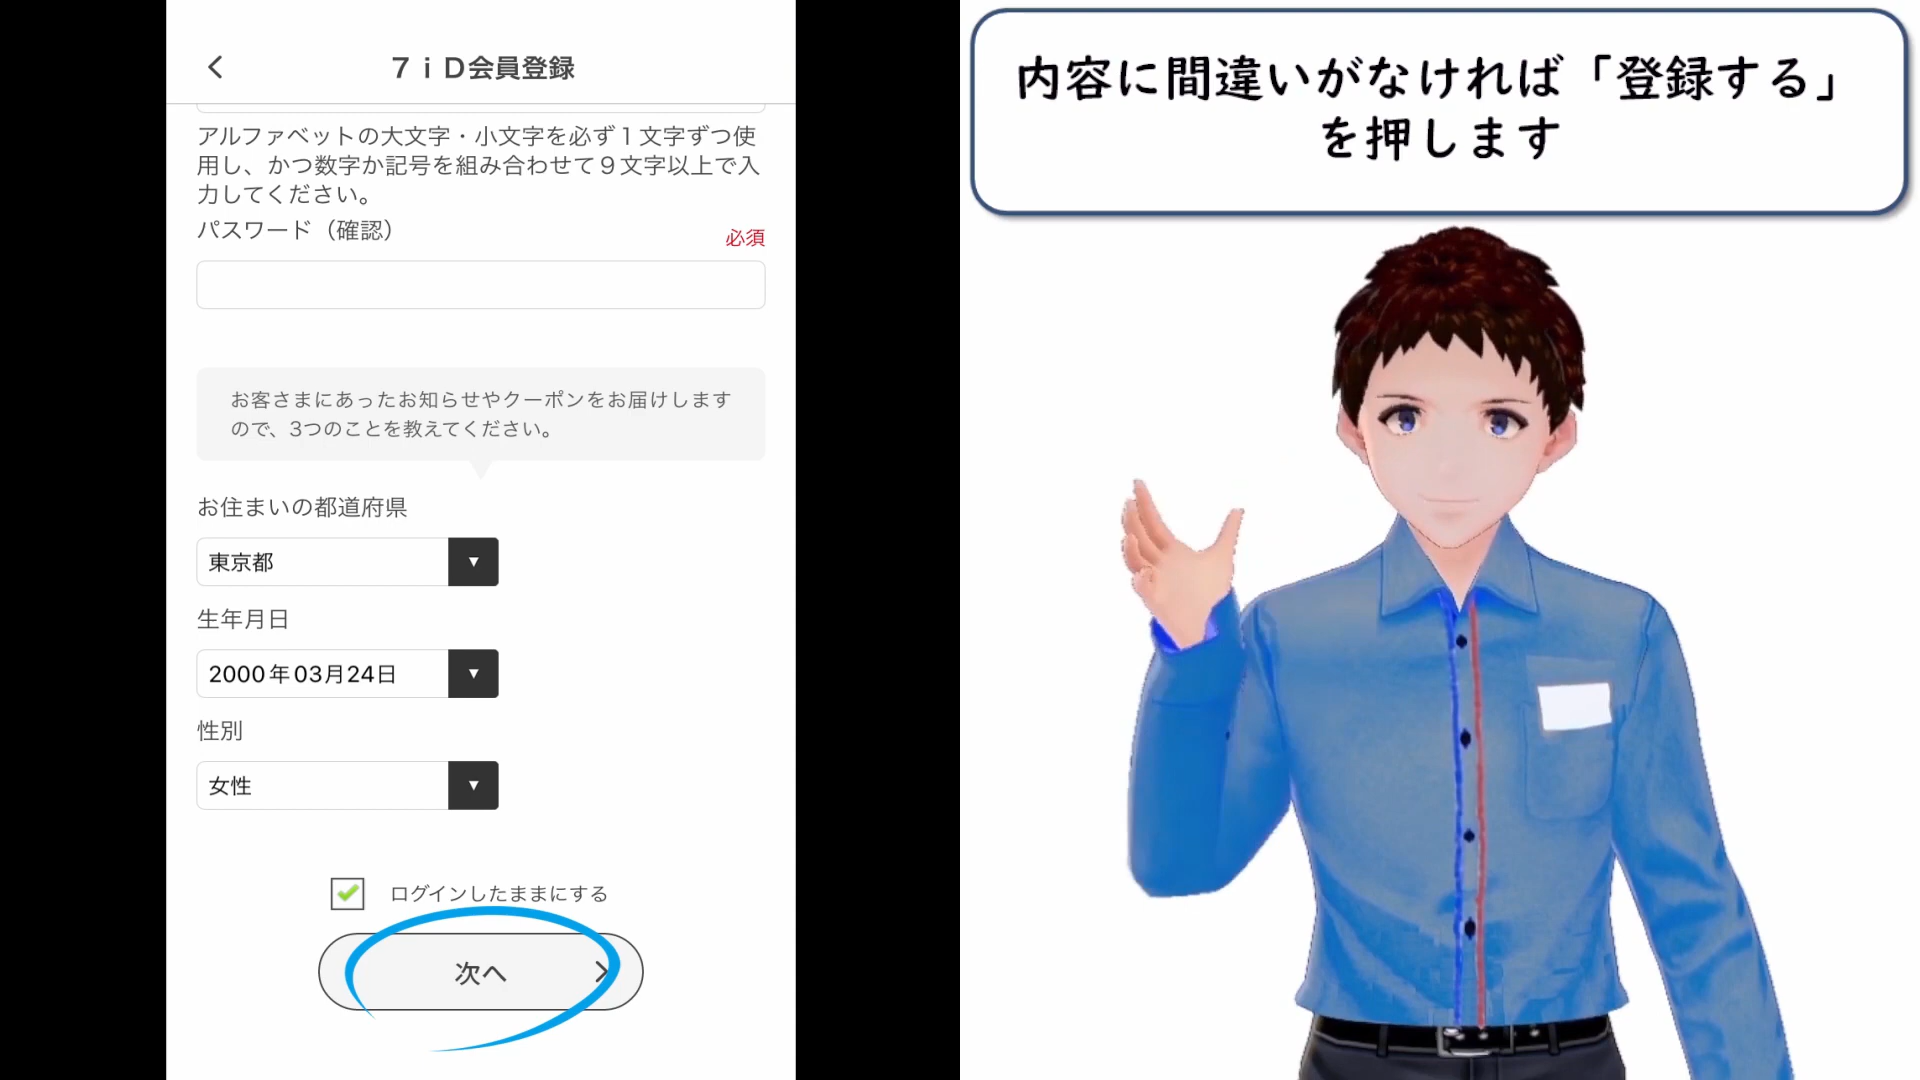 ７ｉＤ会員登録
アルファベットの大文字・小文字を必ず１文字ずつ使
用し、かつ数字か記号を組み合わせて９文字以上で入
力してください。
パスワード（確認）
必須
お客さまにあったお知らせやクーポンをお届けします
ので、3つのことを教えてください。
お住まいの都道府県
東京都
生年月日
2000年03月24日
性別
女性
ログインしたままにする
次へ
内容に間違いがなければ「登録する」
を押します